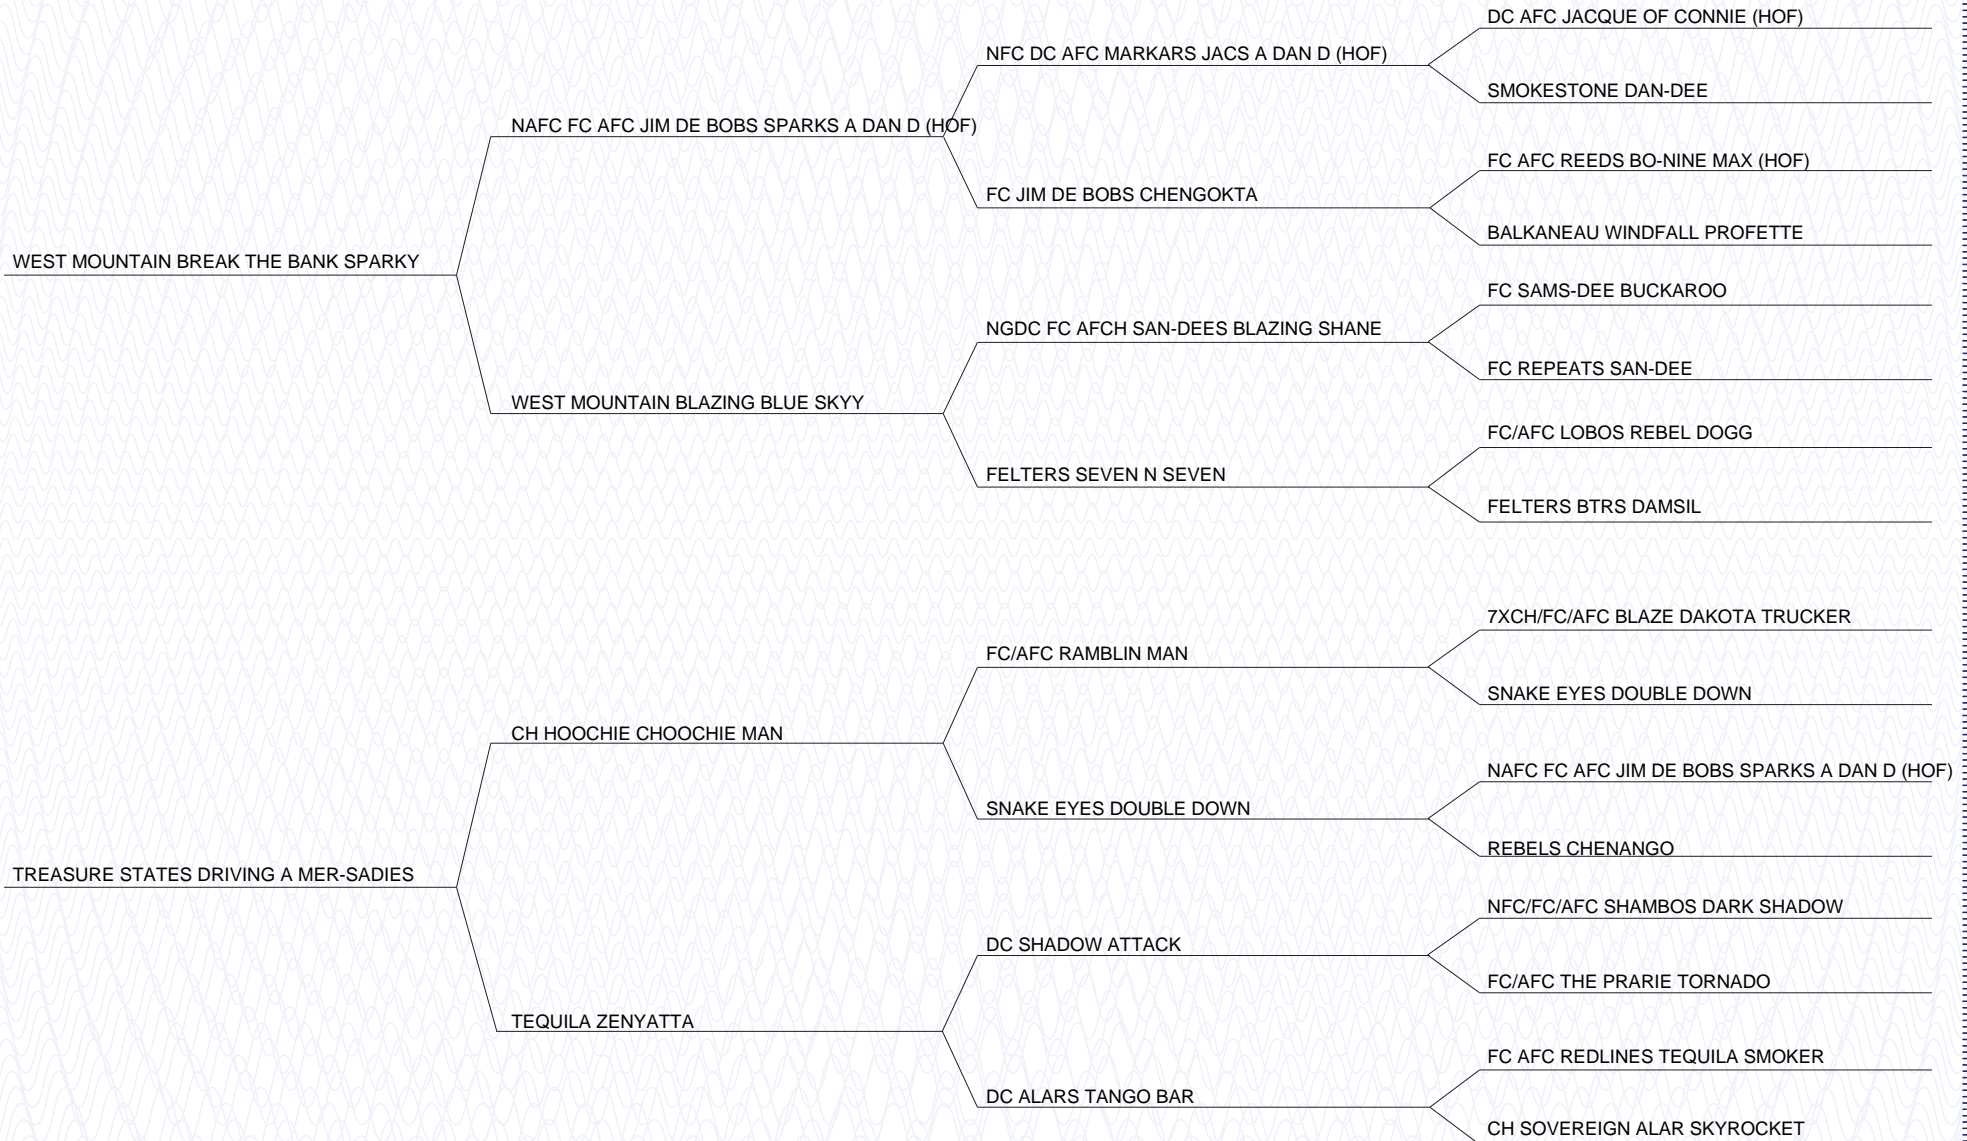 DC AFC JACQUE OF CONNIE (HOF)
NFC DC AFC MARKARS JACS A DAN D (HOF)
SMOKESTONE DAN-DEE
NAFC FC AFC JIM DE BOBS SPARKS A DAN D (HOF)
FC AFC REEDS BO-NINE MAX (HOF)
FC JIM DE BOBS CHENGOKTA
BALKANEAU WINDFALL PROFETTE
WEST MOUNTAIN BREAK THE BANK SPARKY
FC SAMS-DEE BUCKAROO
NGDC FC AFCH SAN-DEES BLAZING SHANE
FC REPEATS SAN-DEE
WEST MOUNTAIN BLAZING BLUE SKYY
FC/AFC LOBOS REBEL DOGG
FELTERS SEVEN N SEVEN
FELTERS BTRS DAMSIL
7XCH/FC/AFC BLAZE DAKOTA TRUCKER
FC/AFC RAMBLIN MAN
SNAKE EYES DOUBLE DOWN
CH HOOCHIE CHOOCHIE MAN
NAFC FC AFC JIM DE BOBS SPARKS A DAN D (HOF)
SNAKE EYES DOUBLE DOWN
REBELS CHENANGO
TREASURE STATES DRIVING A MER-SADIES
NFC/FC/AFC SHAMBOS DARK SHADOW
DC SHADOW ATTACK
FC/AFC THE PRARIE TORNADO
TEQUILA ZENYATTA
FC AFC REDLINES TEQUILA SMOKER
DC ALARS TANGO BAR
CH SOVEREIGN ALAR SKYROCKET